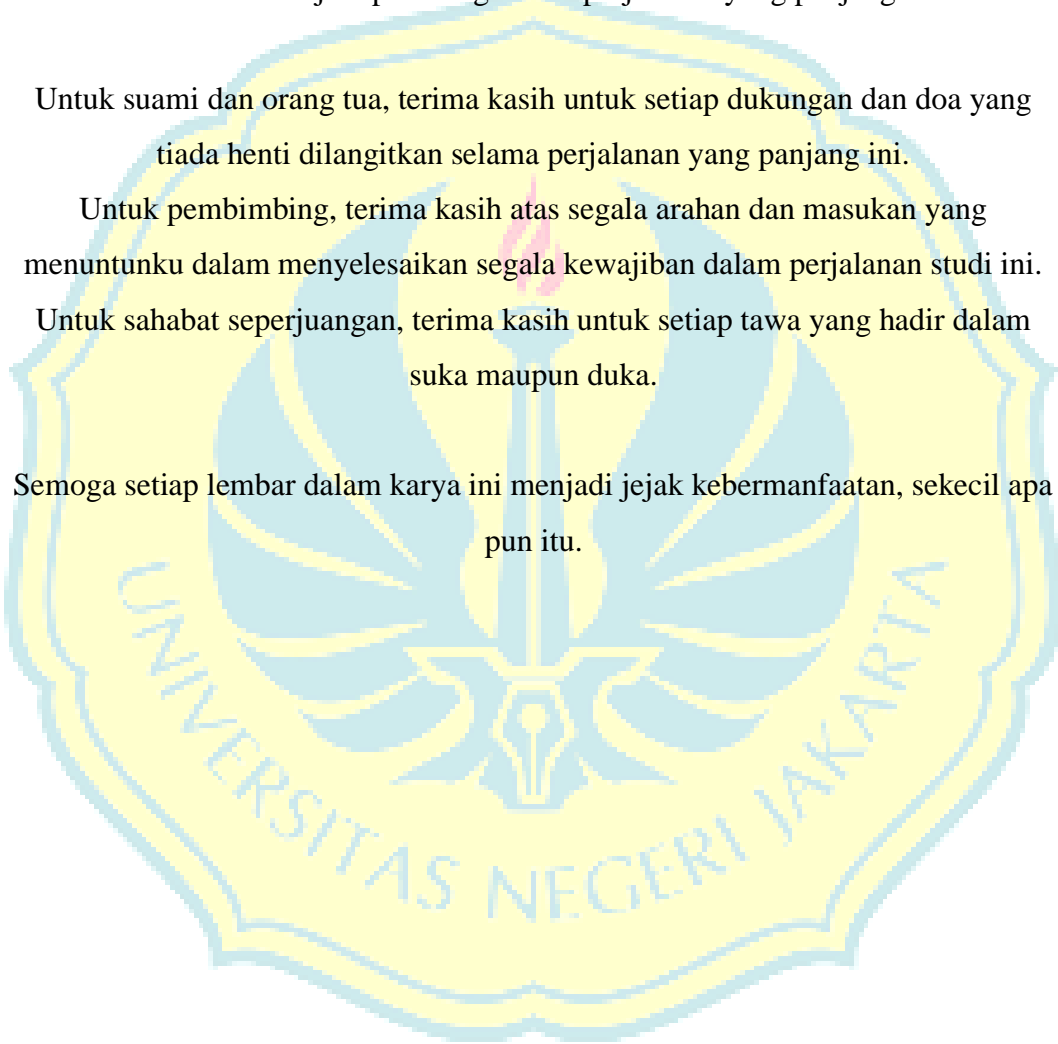 Untuk suami dan orang tua, terima kasih untuk setiap dukungan dan doa yang
tiada henti dilangitkan selama perjalanan yang panjang ini.
Untuk pembimbing, terima kasih atas segala arahan dan masukan yang
menuntunku dalam menyelesaikan segala kewajiban dalam perjalanan studi ini.
Untuk sahabat seperjuangan, terima kasih untuk setiap tawa yang hadir dalam
suka maupun duka.
Semoga setiap lembar dalam karya ini menjadi jejak kebermanfaatan, sekecil apa
pun itu.
UNIVERSITAS NEGERI JAKARTA